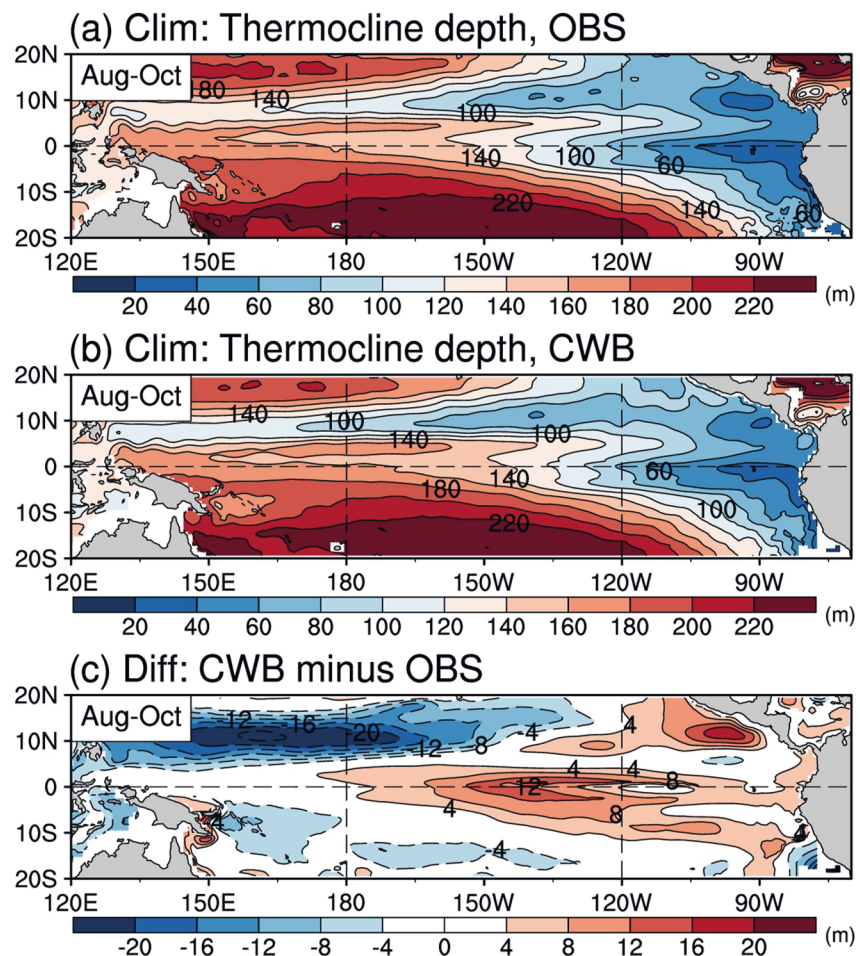 (a) Clim: Thermocline depth, OBS
20N
Aug-Oct
10N
0
10S
20S
180
140
100
140
100
60
220
140
60
120E 150E 180 150W 120W 90W
20 40 60 80 100 120 140 160 180 200 220 (m)
(b) Clim: Thermocline depth, CWB
20N
Aug-Oct
10N
0
10S
20S
140
100
140
100
60
140
180
100
220
120E 150E 180 150W 120W 90W
20 40 60 80 100 120 140 160 180 200 220 (m)
(c) Diff: CWB minus OBS
20N
Aug-Oct
10N
0
10S
20S
-12
-16
-20
-12
8
-4
4
4
4
8
12
4
8
4
-4
-4
120E 150E 180 150W 120W 90W
-20 -16 -12 -8 -4 0 4 8 12 16 20 (m)